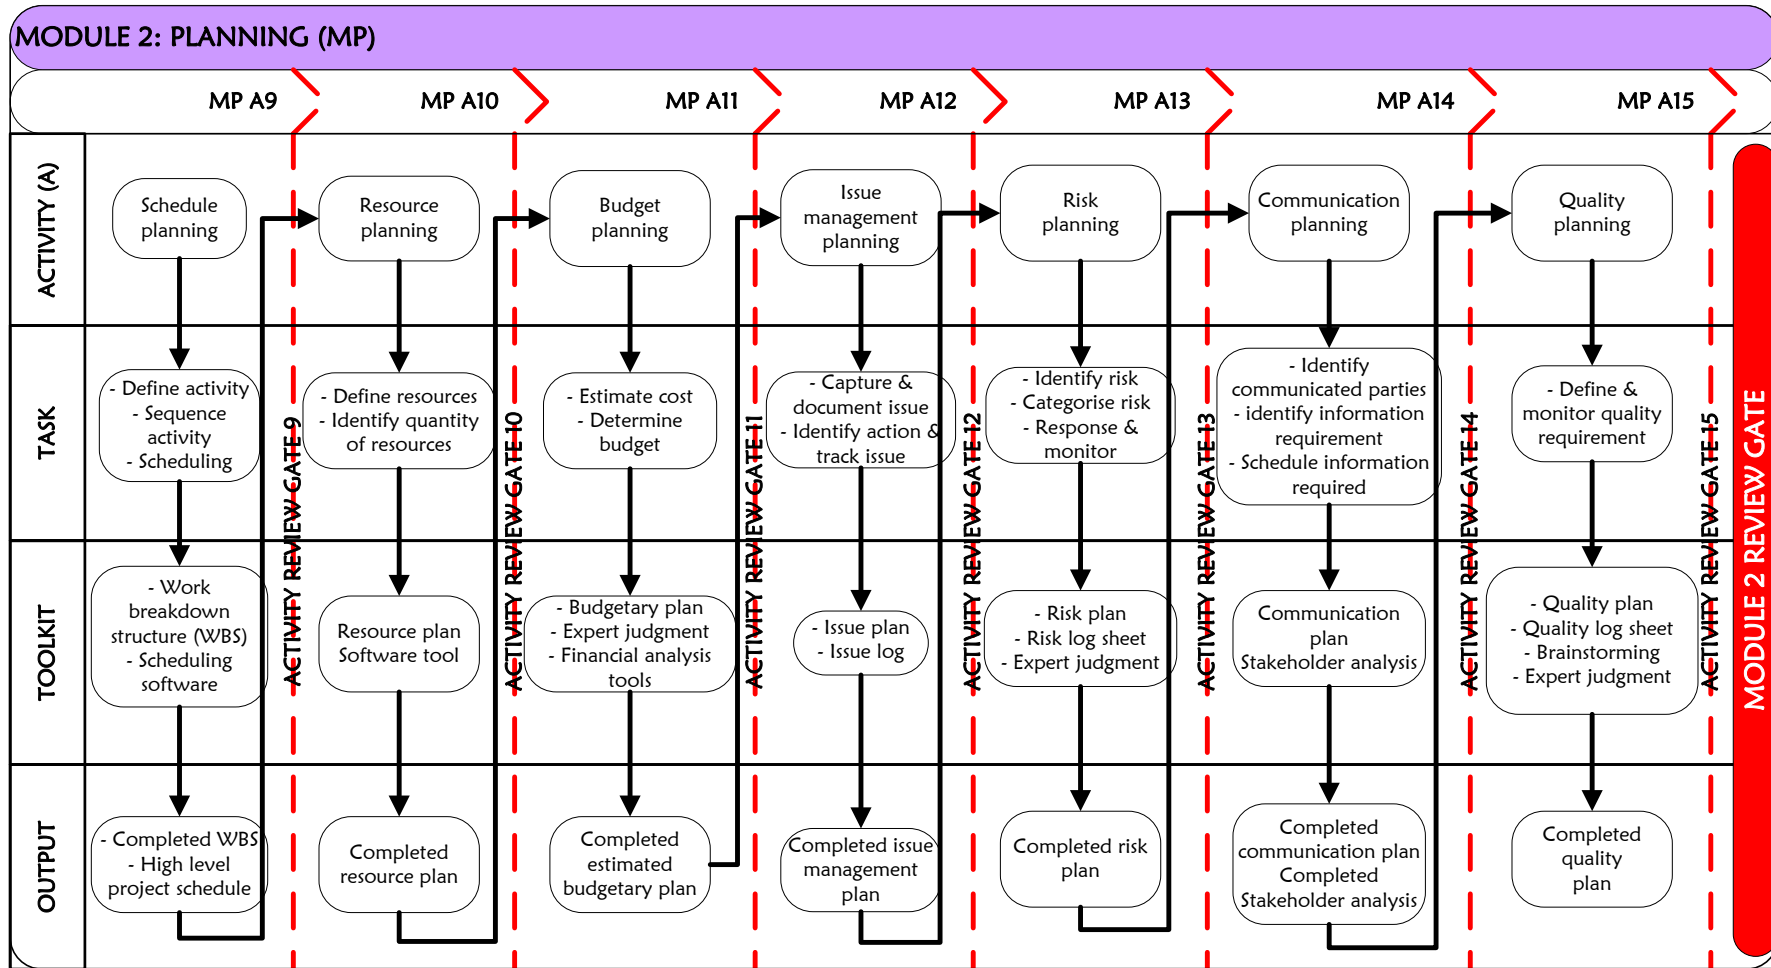 MODULE 2: PLANNING (MP)
MP A9
MP A10
MP A11
MP A12
MP A13
MP A14
MP A15
ACTIVITY (A)
Schedule
planning
Resource
planning
Budget
planning
Issue
management
planning
Risk
planning
Communication
planning
Quality
planning
TASK
- Define activity
- Sequence
activity
- Scheduling
- Define resources
- Identify quantity
of resources
- Estimate cost
- Determine
budget
- Capture &
document issue
- Identify action &
track issue
- Identify risk
- Categorise risk
- Response &
monitor
- Identify
communicated parties
- identify information
requirement
- Schedule information
required
- Define &
monitor quality
requirement
TOOLKIT
- Work
breakdown
structure (WBS)
- Scheduling
software
Resource plan
Software tool
- Budgetary plan
- Expert judgment
- Financial analysis
tools
- Issue plan
- Issue log
- Risk plan
- Risk log sheet
- Expert judgment
Communication
plan
Stakeholder analysis
- Quality plan
- Quality log sheet
- Brainstorming
- Expert judgment
OUTPUT
- Completed WBS
- High level
project schedule
Completed
resource plan
Completed
estimated
budgetary plan
Completed issue
management
plan
Completed risk
plan
Completed
communication plan
Completed
Stakeholder analysis
Completed
quality
plan
ACTIVITY REVIEW GATE 9
ACTIVITY REVIEW GATE 10
ACTIVITY REVIEW GATE 11
ACTIVITY REVIEW GATE 12
ACTIVITY REVIEW GATE 13
ACTIVITY REVIEW GATE 14
ACTIVITY REVIEW GATE 15
MODULE 2 REVIEW GATE